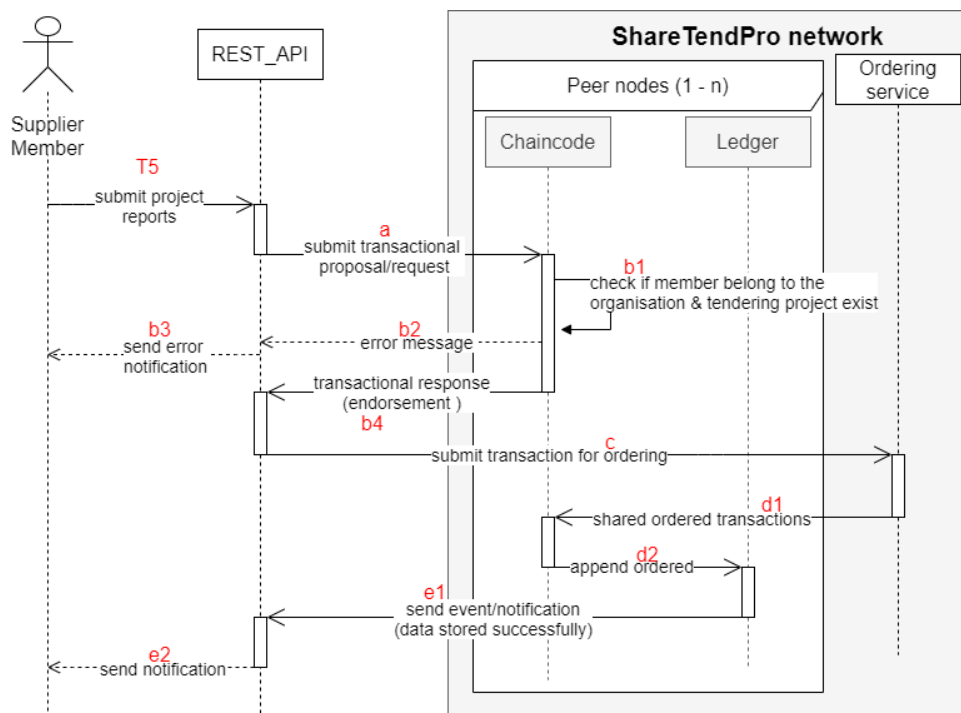 ShareTendPro network
REST_API
Ordering
service
Peer nodes (1 - n)
Supplier
Member
Chaincode
Ledger
T5
submit project
reports
a
submit transactional
proposal/request
b1
check if member belong to the
organisation & tendering project exist
b2
error message
b3
send error
notification
transactional response
(endorsement )
b4
c
submit transaction for ordering
d1
shared ordered transactions
d2
append ordered
e1
send event/notification
(data stored successfully)
e2
send notification